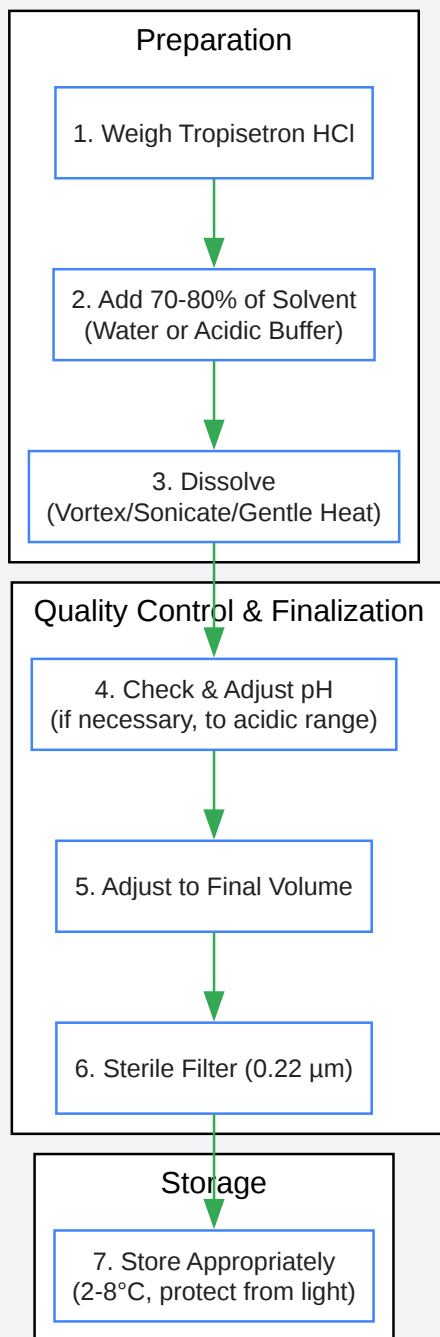 Preparation
1. Weigh Tropisetron HCl
2. Add 70-80% of Solvent
(Water or Acidic Buffer)
3. Dissolve
(Vortex/Sonicate/Gentle Heat)
Quality Control & Finalization
4. Check & Adjust pH
(if necessary, to acidic range)
5. Adjust to Final Volume
6. Sterile Filter (0.22 µm)
Storage
7. Store Appropriately
(2-8°C, protect from light)